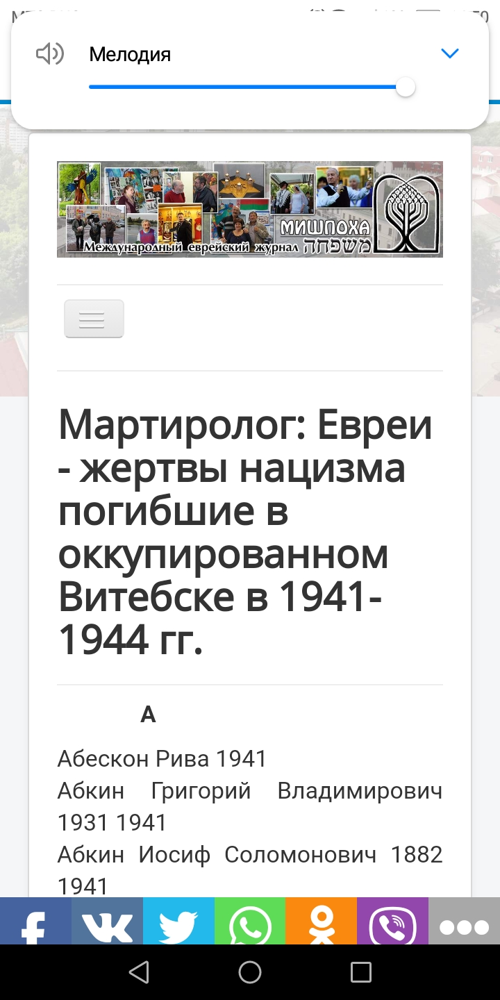 Мелодия
МИШПОХА
Международный еврейский журнал משפחה
Мартиролог: Евреи
- жертвы нацизма
погибшие в
оккупированном
Витебске в 1941-
1944 гг.
А
Абескон Рива 1941
Абкин Григорий Владимирович
1931 1941
Абкин Иосиф Соломонович 1882
1941